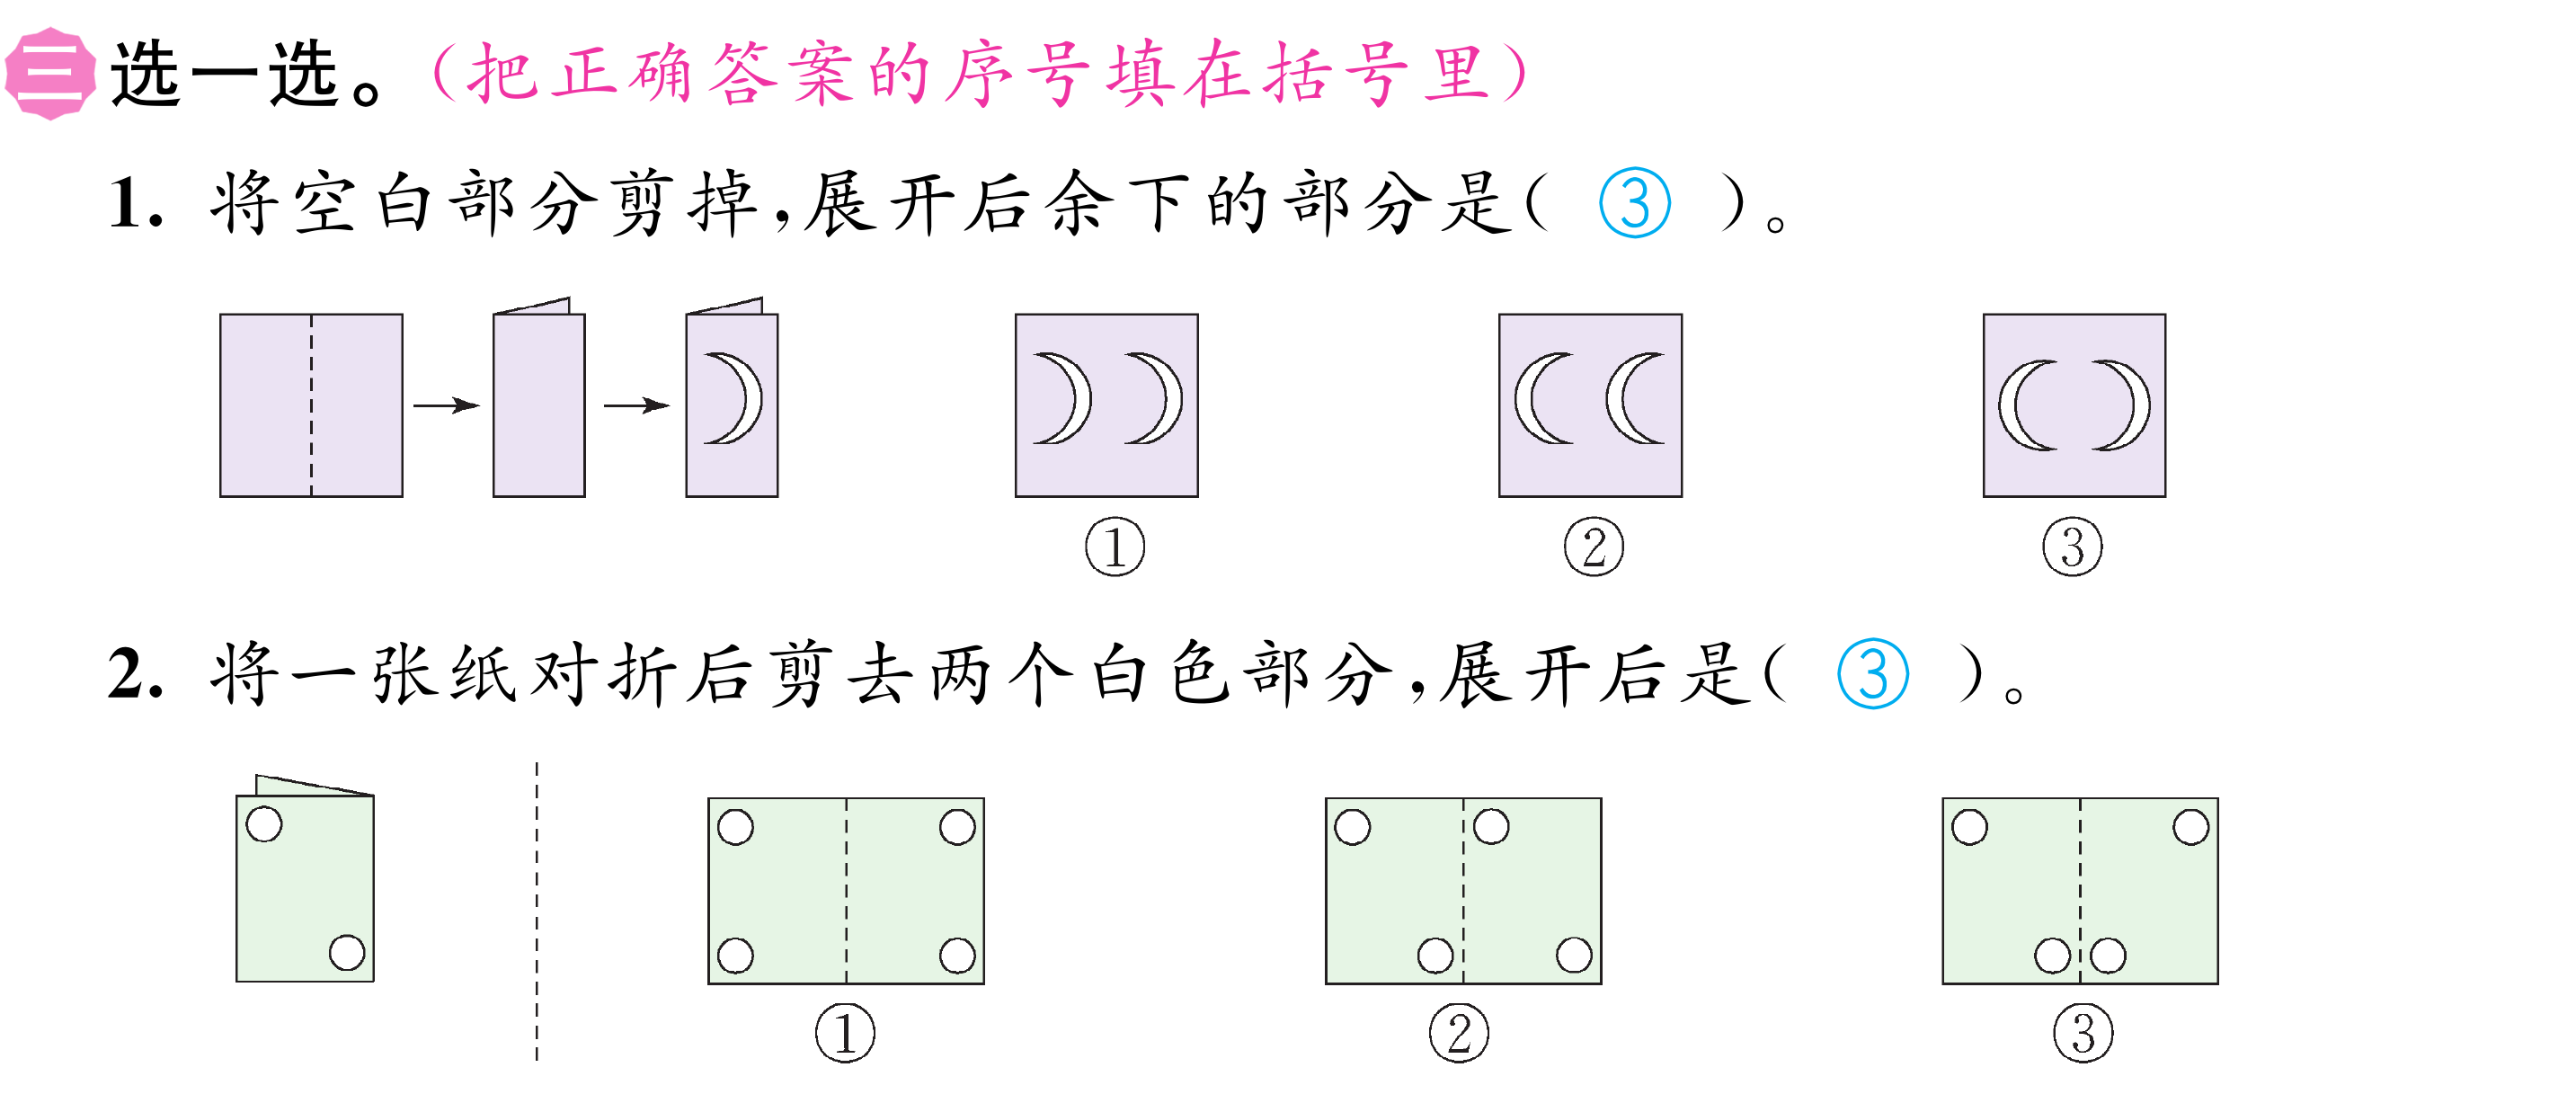 三 选一选。(把正确答案的序号填在括号里)
1. 将空白部分剪掉,展开后余下的部分是( ③ )。
① ② ③
2. 将一张纸对折后剪去两个白色部分,展开后是( ③ )。
① ② ③